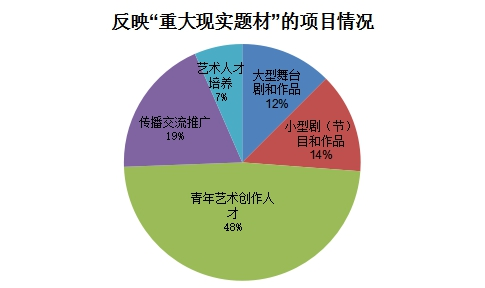 反映“重大现实题材”的项目情况
艺术人才
培养
7%
大型舞台
剧和作品
12%
小型剧（节）
目和作品
14%
传播交流推广
19%
青年艺术创作人
才
48%